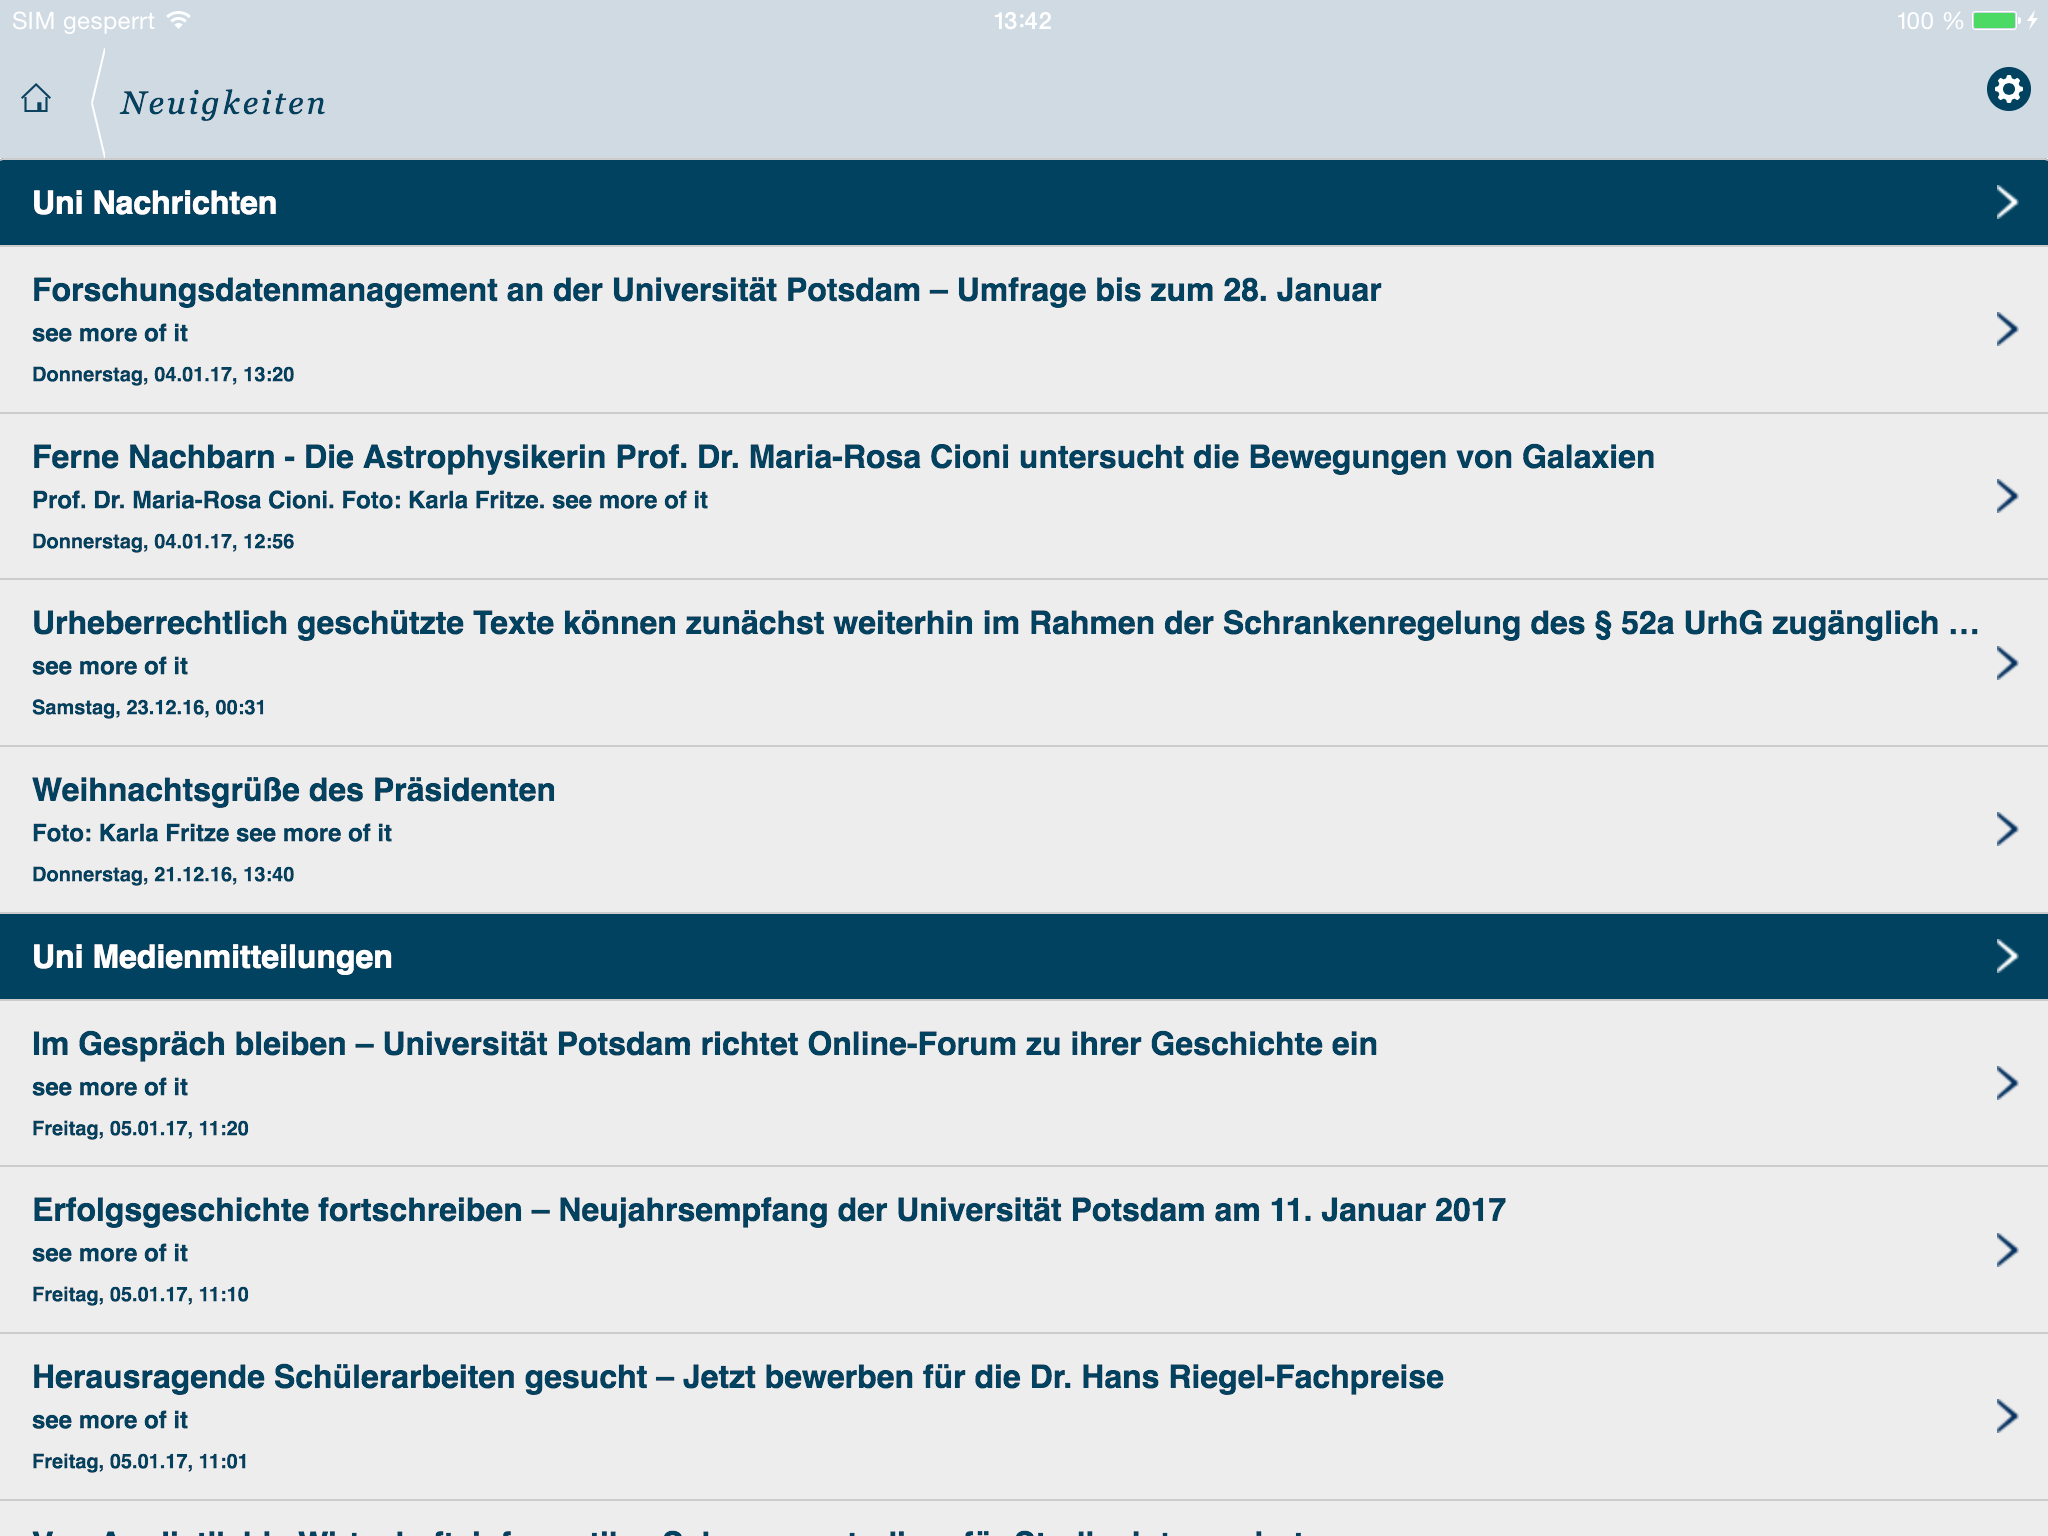 SIM gesperrt 13:42 100 %
Neuigkeiten
Uni Nachrichten
Forschungsdatenmanagement an der Universität Potsdam – Umfrage bis zum 28. Januar
see more of it
Donnerstag, 04.01.17, 13:20
Ferne Nachbarn - Die Astrophysikerin Prof. Dr. Maria-Rosa Cioni untersucht die Bewegungen von Galaxien
Prof. Dr. Maria-Rosa Cioni. Foto: Karla Fritze. see more of it
Donnerstag, 04.01.17, 12:56
Urheberrechtlich geschützte Texte können zunächst weiterhin im Rahmen der Schrankenregelung des § 52a UrhG zugänglich ...
see more of it
Samstag, 23.12.16, 00:31
Weihnachtsgrüße des Präsidenten
Foto: Karla Fritze see more of it
Donnerstag, 21.12.16, 13:40
Uni Medienmitteilungen
Im Gespräch bleiben – Universität Potsdam richtet Online-Forum zu ihrer Geschichte ein
see more of it
Freitag, 05.01.17, 11:20
Erfolgsgeschichte fortschreiben – Neujahrsempfang der Universität Potsdam am 11. Januar 2017
see more of it
Freitag, 05.01.17, 11:10
Herausragende Schülerarbeiten gesucht – Jetzt bewerben für die Dr. Hans Riegel-Fachpreise
see more of it
Freitag, 05.01.17, 11:01